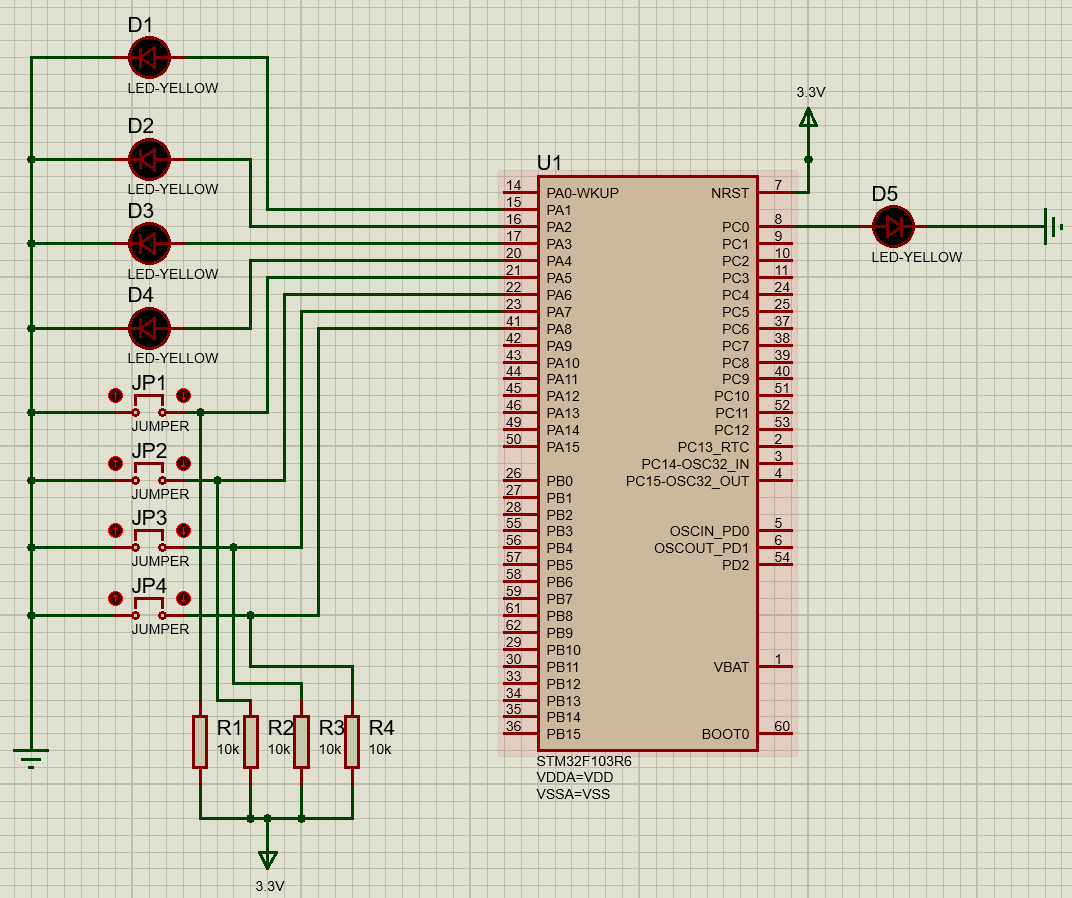 D1
LED-YELLOW
D2
LED-YELLOW
D3
LED-YELLOW
D4
LED-YELLOW
JP1
JUMPER
JP2
JUMPER
JP3
JUMPER
JP4
JUMPER
R1
10k
R2
10k
R3
10k
R4
10k
3.3V
U1
14 PA0-WKUP
15 PA1
16 PA2
17 PA3
20 PA4
21 PA5
22 PA6
23 PA7
41 PA8
42 PA9
43 PA10
44 PA11
45 PA12
46 PA13
49 PA14
50 PA15
26 PB0
27 PB1
28 PB2
55 PB3
56 PB4
57 PB5
58 PB6
59 PB7
61 PB8
62 PB9
29 PB10
30 PB11
33 PB12
34 PB13
35 PB14
36 PB15
NRST 7
PC0 8
PC1 9
PC2 10
PC3 11
PC4 24
PC5 25
PC6 37
PC7 38
PC8 39
PC9 40
PC10 51
PC11 52
PC12 53
PC13_RTC 2
PC14-OSC32_IN 3
PC15-OSC32_OUT 4
OSCIN_PD0 5
OSCOUT_PD1 6
PD2 54
VBAT 1
BOOT0 60
STM32F103R6
VDDA=VDD
VSSA=VSS
3.3V
D5
LED-YELLOW